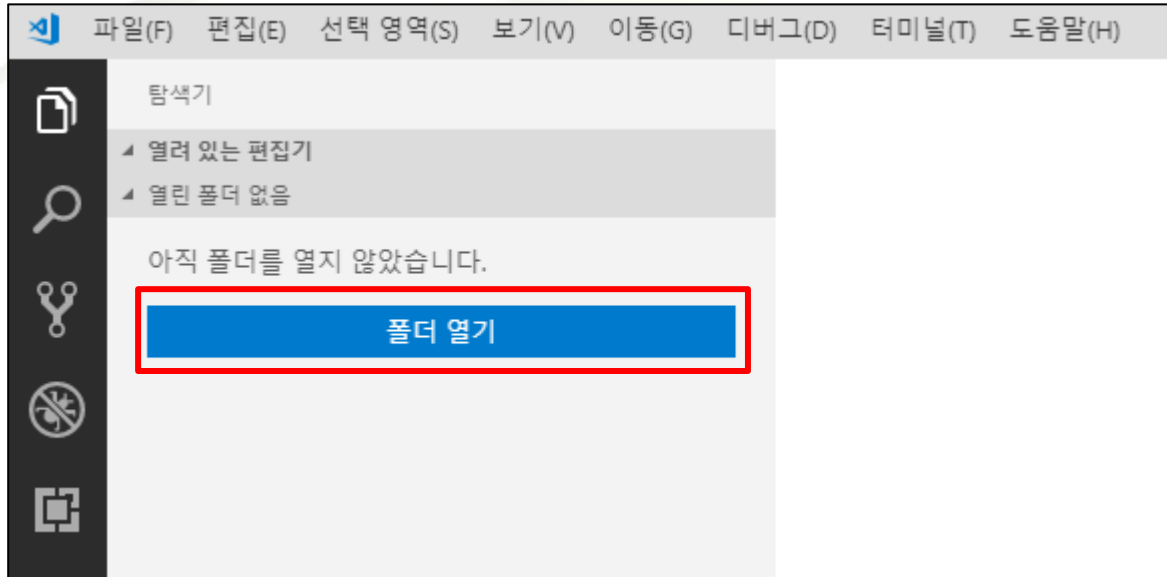 파일(F) 편집(E) 선택 영역(S) 보기(V) 이동(G) 디버그(D) 터미널(T) 도움말(H)
탐색기
열려 있는 편집기
열린 폴더 없음
아직 폴더를 열지 않았습니다.
폴더 열기